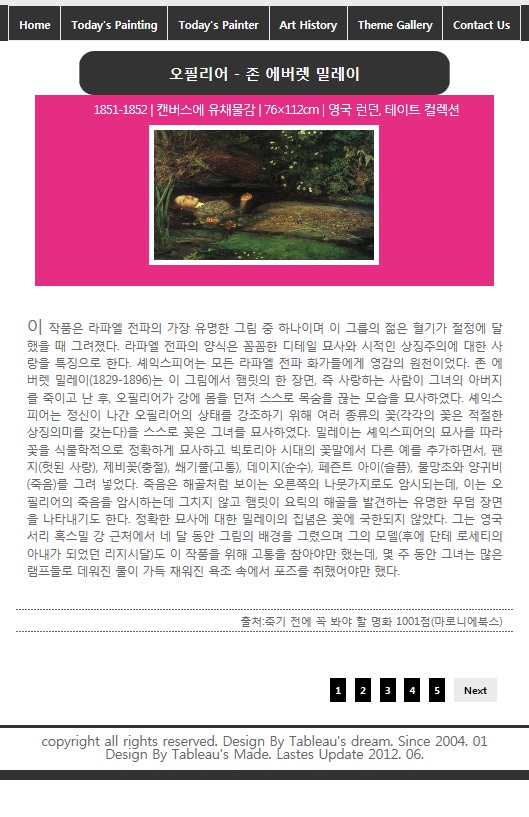 Home Today's Painting Today's Painter Art History Theme Gallery Contact Us
오필리어 - 존 에버렛 밀레이
1851-1852 | 캔버스에 유채물감 | 76×112cm | 영국 런던, 테이트 컬렉션
이 작품은 라파엘 전파의 가장 유명한 그림 중 하나이며 이 그룹의 젊은 혈기가 절정에 달
했을 때 그려졌다. 라파엘 전파의 양식은 꼼꼼한 디테일 묘사와 시적인 상징주의에 대한 사
랑을 특징으로 한다. 셰익스피어는 모든 라파엘 전파 화가들에게 영감의 원천이었다. 존 에
버렛 밀레이(1829-1896)는 이 그림에서 햄릿의 한 장면, 즉 사랑하는 사람이 그녀의 아버지
를 죽이고 난 후, 오필리어가 강에 몸을 던져 스스로 목숨을 끊는 모습을 묘사하였다. 셰익스
피어는 정신이 나간 오필리어의 상태를 강조하기 위해 여러 종류의 꽃(각각의 꽃은 적절한
상징의미를 갖는다)을 스스로 꽂은 그녀를 묘사하였다. 밀레이는 셰익스피어의 묘사를 따라
꽃을 식물학적으로 정확하게 묘사하고 빅토리아 시대의 꽃말에서 다른 예를 추가하면서, 팬
지(헛된 사랑), 제비꽃(충절), 쐐기풀(고통), 데이지(순수), 페즌트 아이(슬픔), 물망초와 양귀비
(죽음)를 그려 넣었다. 죽음은 해골처럼 보이는 오른쪽의 나뭇가지로도 암시되는데, 이는 오
필리어의 죽음을 암시하는데 그치지 않고 햄릿이 요릭의 해골을 발견하는 유명한 무덤 장면
을 나타내기도 한다. 정확한 묘사에 대한 밀레이의 집념은 꽃에 국한되지 않았다. 그는 영국
서리 혹스밀 강 근처에서 네 달 동안 그림의 배경을 그렸으며 그의 모델(후에 단테 로세티의
아내가 되었던 리지시달)도 이 작품을 위해 고통을 참아야만 했는데, 몇 주 동안 그녀는 많은
램프들로 데워진 물이 가득 채워진 욕조 속에서 포즈를 취했어야만 했다.
출처:죽기 전에 꼭 봐야 할 명화 1001점(마로니에북스)
1 2 3 4 5 Next
copyright all rights reserved. Design By Tableau's dream. Since 2004. 01
Design By Tableau's Made. Lastes Update 2012. 06.